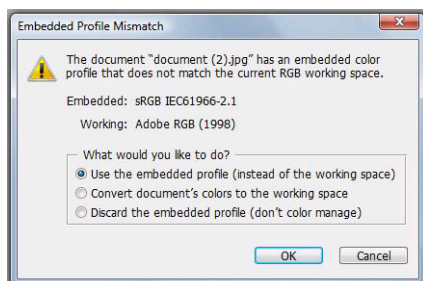 Embedded Profile Mismatch
The document "document (2).jpg" has an embedded color
profile that does not match the current RGB working space.
Embedded: sRGB IEC61966-2.1
Working: Adobe RGB (1998)
What would you like to do?
Use the embedded profile (instead of the working space)
Convert document's colors to the working space
Discard the embedded profile (don't color manage)
OK Cancel